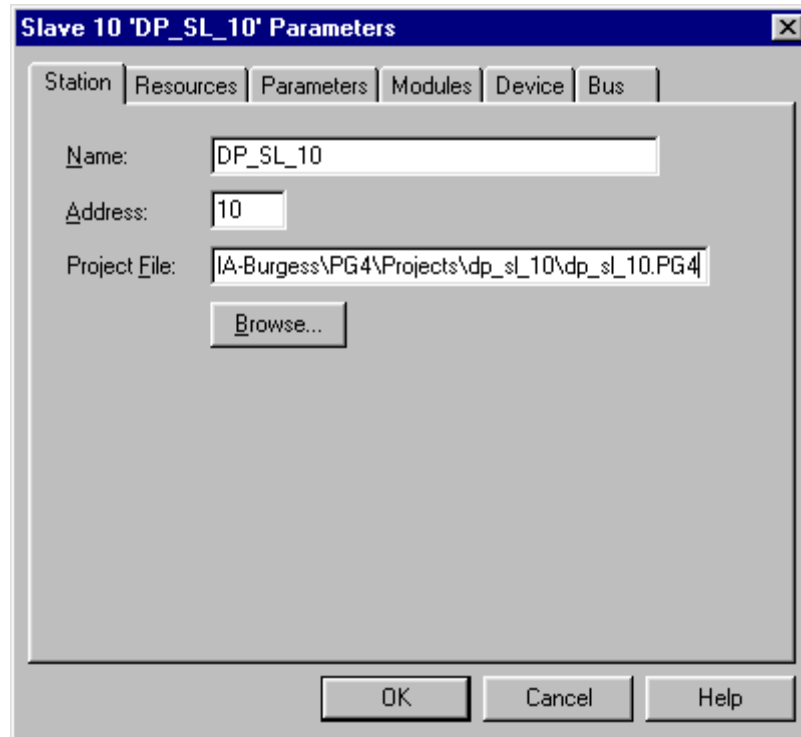 Slave 10 'DP_SL_10' Parameters
Station Resources Parameters Modules Device Bus
Name: DP_SL_10
Address: 10
Project File: IA-Burgess\PG4\Projects\dp_sl_10\dp_sl_10.PG4
Browse...
OK Cancel Help